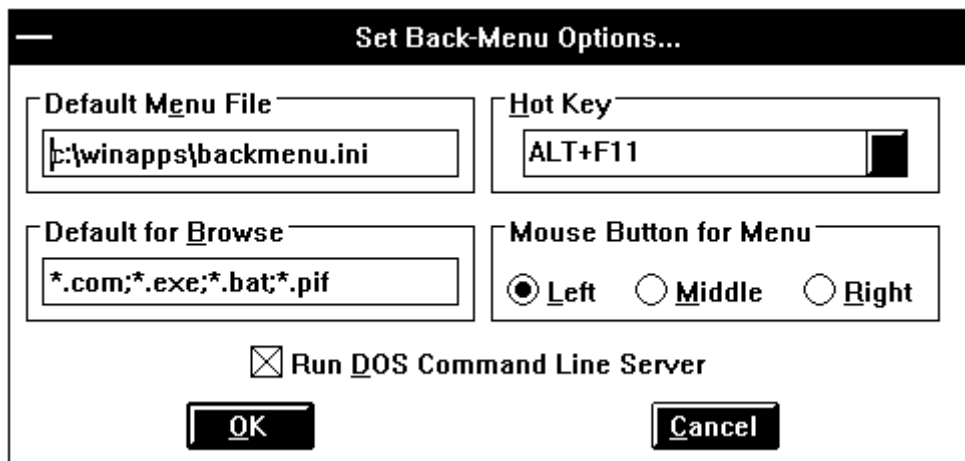 Set Back-Menu Options...
Default Menu File
c:\winapps\backmenu.ini
Hot Key
ALT+F11
Default for Browse
*.com;*.exe;*.bat;*.pif
Mouse Button for Menu
Left Middle Right
Run DOS Command Line Server
OK Cancel